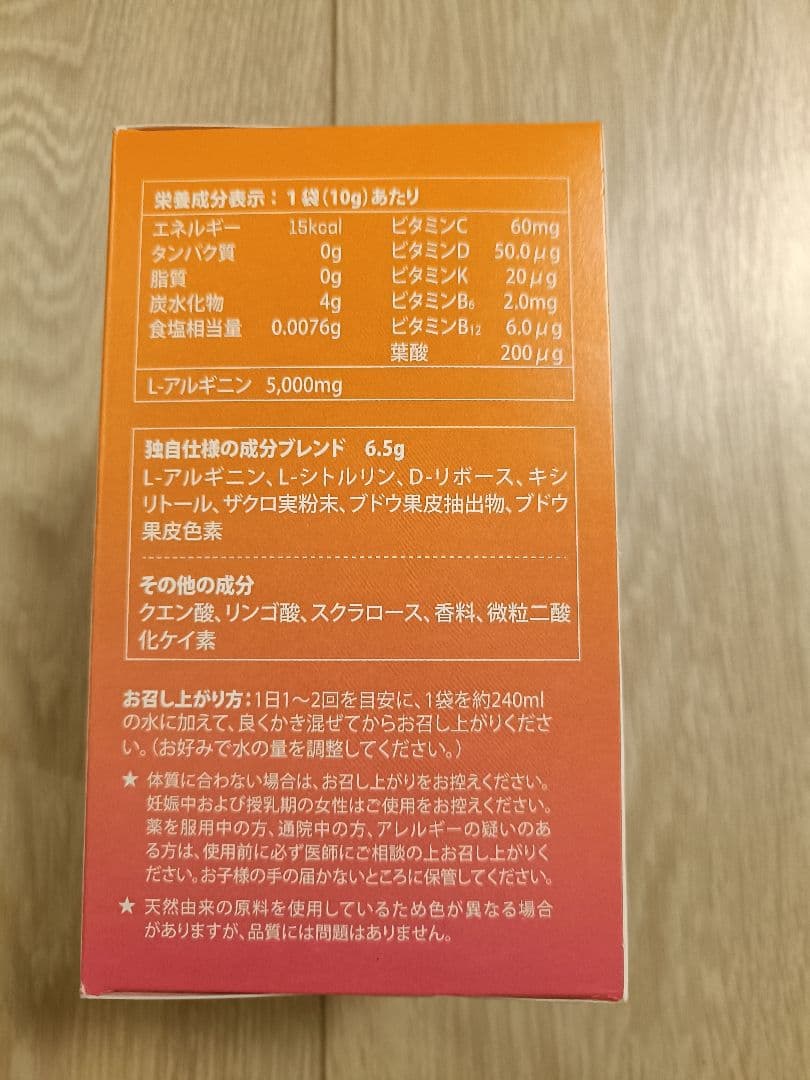 栄養成分表示：1袋(10g)あたり
エネルギー 15kcal ビタミンC 60mg
タンパク質 0g ビタミンD 50.0μg
脂質 0g ビタミンK 20μg
炭水化物 4g ビタミンB₆ 2.0mg
食塩相当量 0.0076g ビタミンB₁₂ 6.0μg
葉酸 200μg
L-アルギニン 5,000mg
独自仕様の成分ブレンド 6.5g
L-アルギニン、L-シトルリン、D-リボース、キシ
リトール、ザクロ実粉末、ブドウ果皮抽出物、ブドウ
果皮色素
その他の成分
クエン酸、リンゴ酸、スクラロース、香料、微粒二酸
化ケイ素
お召し上がり方：1日1～2回を目安に、1袋を約240ml
の水に加えて、良くかき混ぜてからお召し上がりくださ
い。（お好みで水の量を調整してください。）
★ 体質に合わない場合は、お召し上がりをお控えください。
妊娠中および授乳期の女性はご使用をお控えください。
薬を服用中の方、通院中の方、アレルギーの疑いのあ
る方は、使用前に必ず医師にご相談の上お召し上がりく
ださい。お子様の手の届かないところに保管してください。
★ 天然由来の原料を使用しているため色が異なる場合
がありますが、品質には問題はありません。